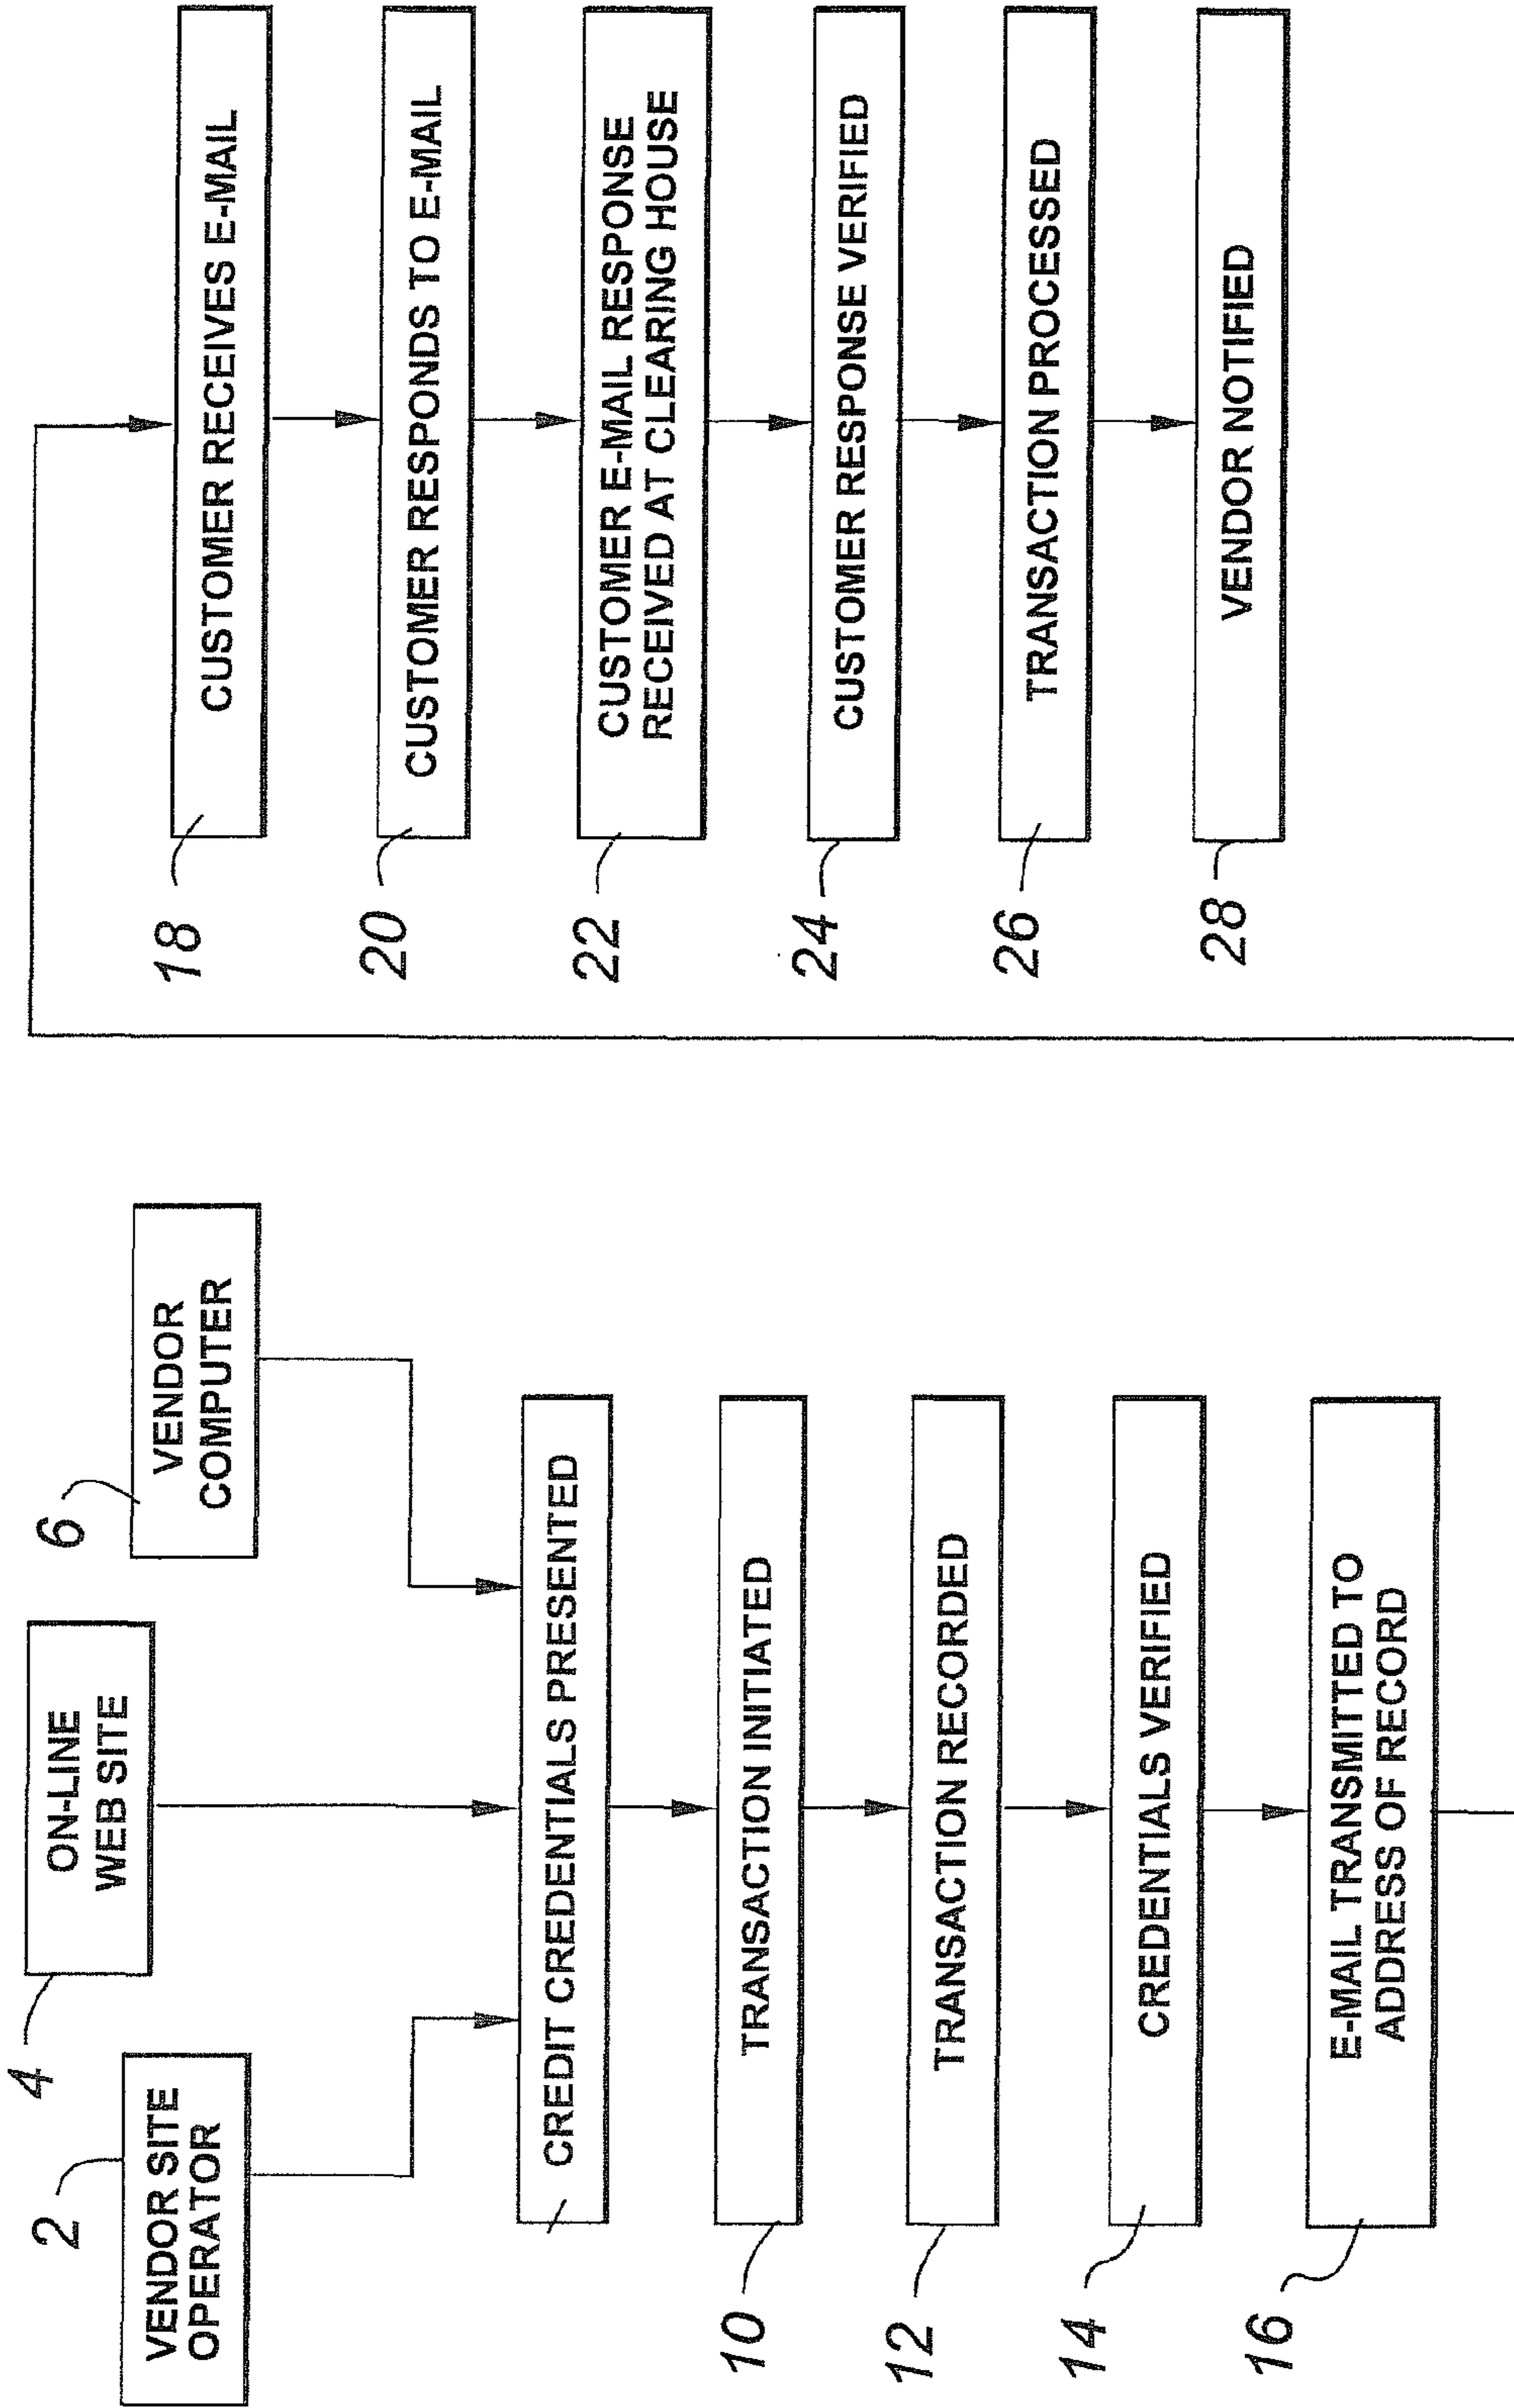 2
VENDOR SITE
OPERATOR
4
ON-LINE
WEB SITE
6
VENDOR
COMPUTER
CREDIT CREDENTIALS PRESENTED
10
TRANSACTION INITIATED
12
TRANSACTION RECORDED
14
CREDENTIALS VERIFIED
16
E-MAIL TRANSMITTED TO
ADDRESS OF RECORD
18
CUSTOMER RECEIVES E-MAIL
20
CUSTOMER RESPONDS TO E-MAIL
22
CUSTOMER E-MAIL RESPONSE
RECEIVED AT CLEARING HOUSE
24
CUSTOMER RESPONSE VERIFIED
26
TRANSACTION PROCESSED
28
VENDOR NOTIFIED